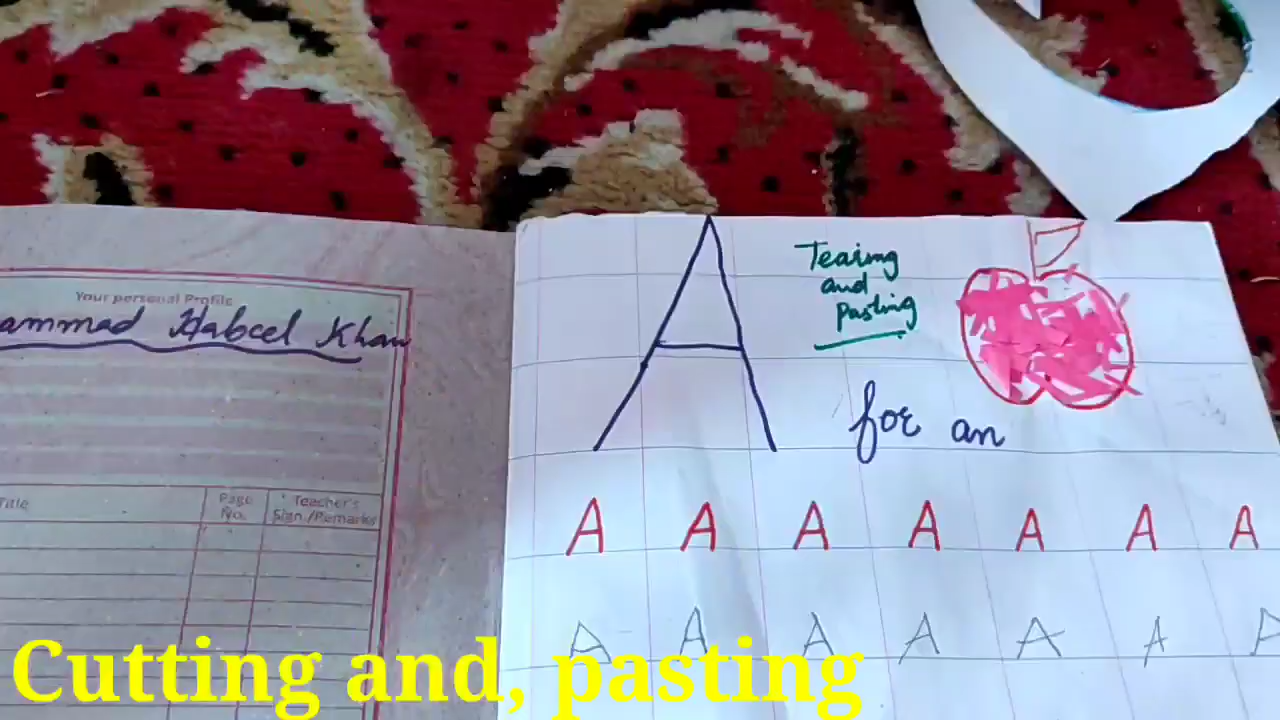 Your personal Profile
ammad Habeel Khan
Title
Page
No.
Teacher's
Sign /Remarks
A
Tearing
and
pasting
for an
A A A A A A A
A A A A A A A
Cutting and, pasting